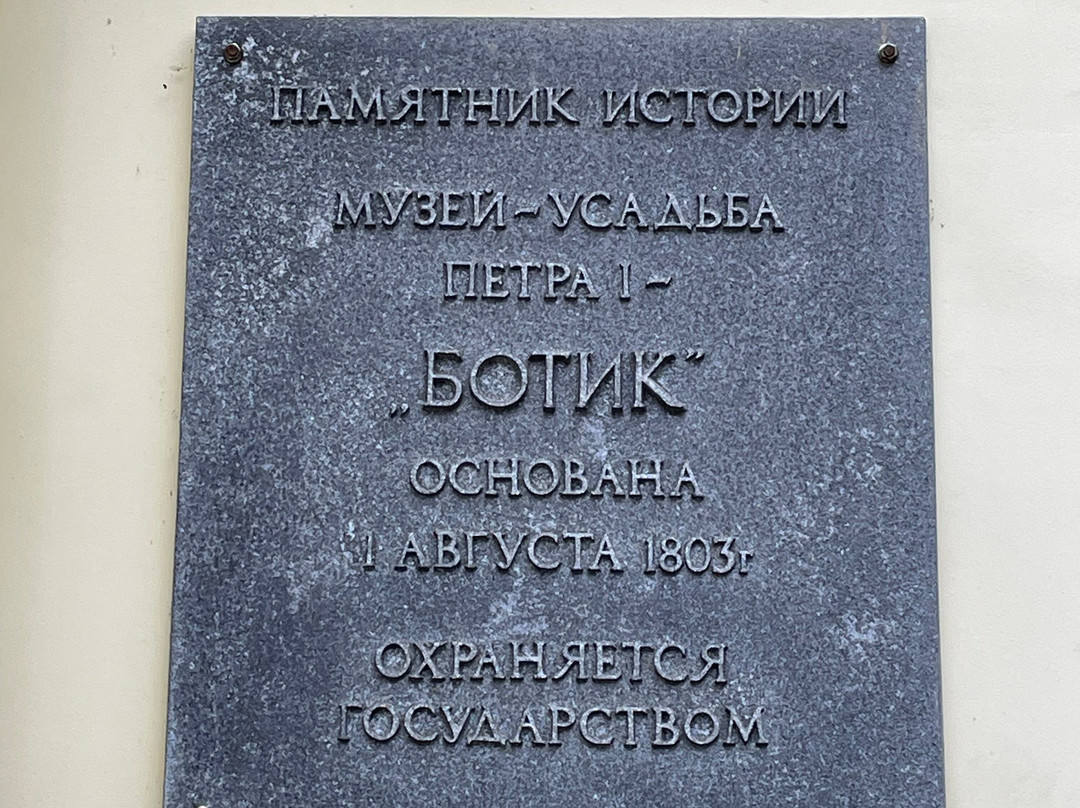 ПАМЯТНИК ИСТОРИИ
МУЗЕЙ-УСАДЬБА
ПЕТРА I-
„БОТИК”
ОСНОВАНА
1 АВГУСТА 1803г
ОХРАНЯЕТСЯ
ГОСУДАРСТВОМ